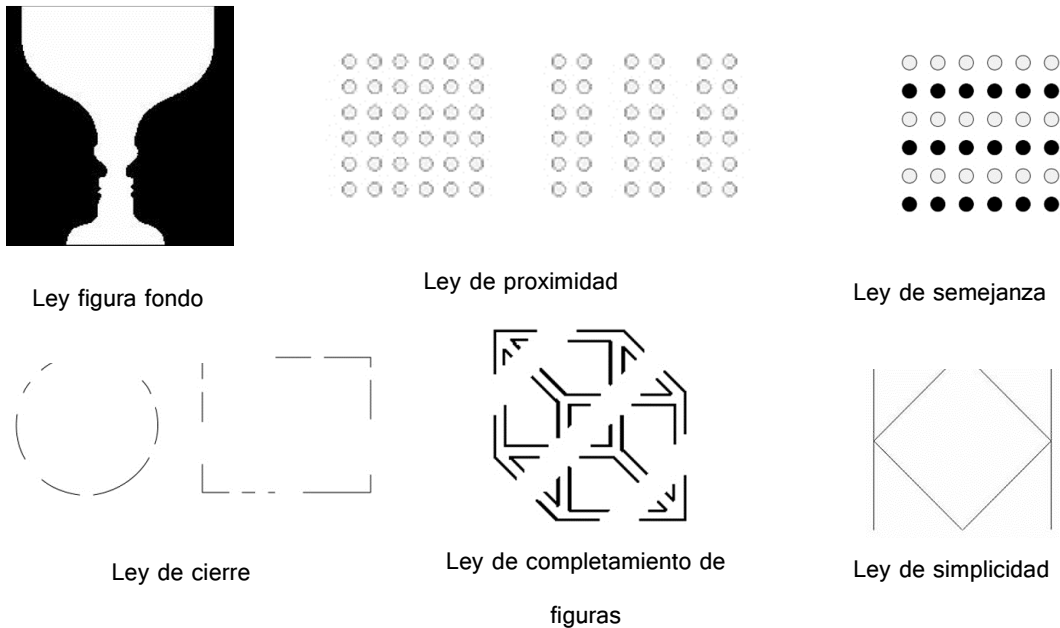 Ley figura fondo
Ley de proximidad
Ley de semejanza
Ley de cierre
Ley de completamiento de
figuras
Ley de simplicidad